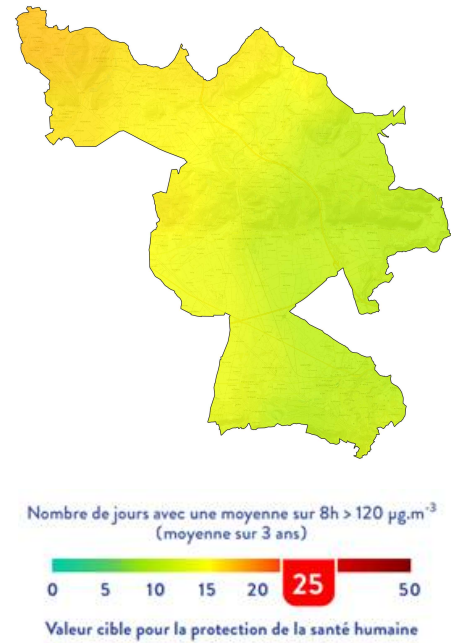 Nombre de jours avec une moyenne sur 8h > 120 µg.m⁻³
(moyenne sur 3 ans)
0 5 10 15 20 25 50
Valeur cible pour la protection de la santé humaine